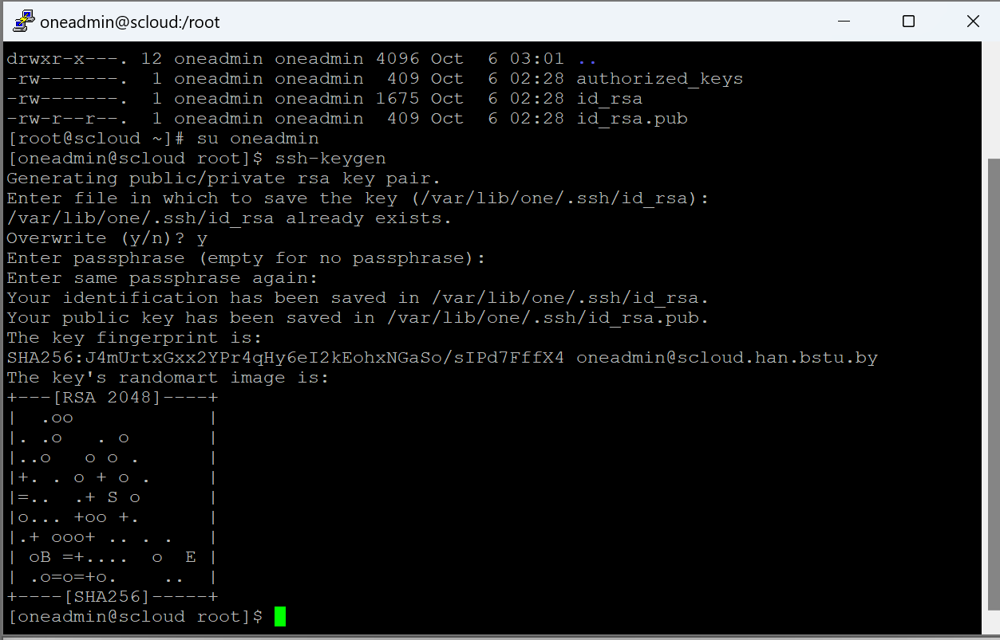 oneadmin@scloud:/root
drwxr-x---. 12 oneadmin oneadmin 4096 Oct  6 03:01 ..
-rw-------.  1 oneadmin oneadmin  409 Oct  6 02:28 authorized_keys
-rw-------.  1 oneadmin oneadmin 1675 Oct  6 02:28 id_rsa
-rw-r--r--.  1 oneadmin oneadmin  409 Oct  6 02:28 id_rsa.pub
[root@scloud ~]# su oneadmin
[oneadmin@scloud root]$ ssh-keygen
Generating public/private rsa key pair.
Enter file in which to save the key (/var/lib/one/.ssh/id_rsa):
/var/lib/one/.ssh/id_rsa already exists.
Overwrite (y/n)? y
Enter passphrase (empty for no passphrase):
Enter same passphrase again:
Your identification has been saved in /var/lib/one/.ssh/id_rsa.
Your public key has been saved in /var/lib/one/.ssh/id_rsa.pub.
The key fingerprint is:
SHA256:J4mUrtxGxx2YPr4qHy6eI2kEohxNGaSo/sIPd7FffX4 oneadmin@scloud.han.bstu.by
The key's randomart image is:
+---[RSA 2048]----+
|  .oo            |
|. .o   . o       |
|..o   o o .      |
|+. . o + o .     |
|=..  .+ S o      |
|o... +oo +.      |
|.+ ooo+ .. . .   |
| oB =+....  o  E |
| .o=o=+o.    ..  |
+----[SHA256]-----+
[oneadmin@scloud root]$